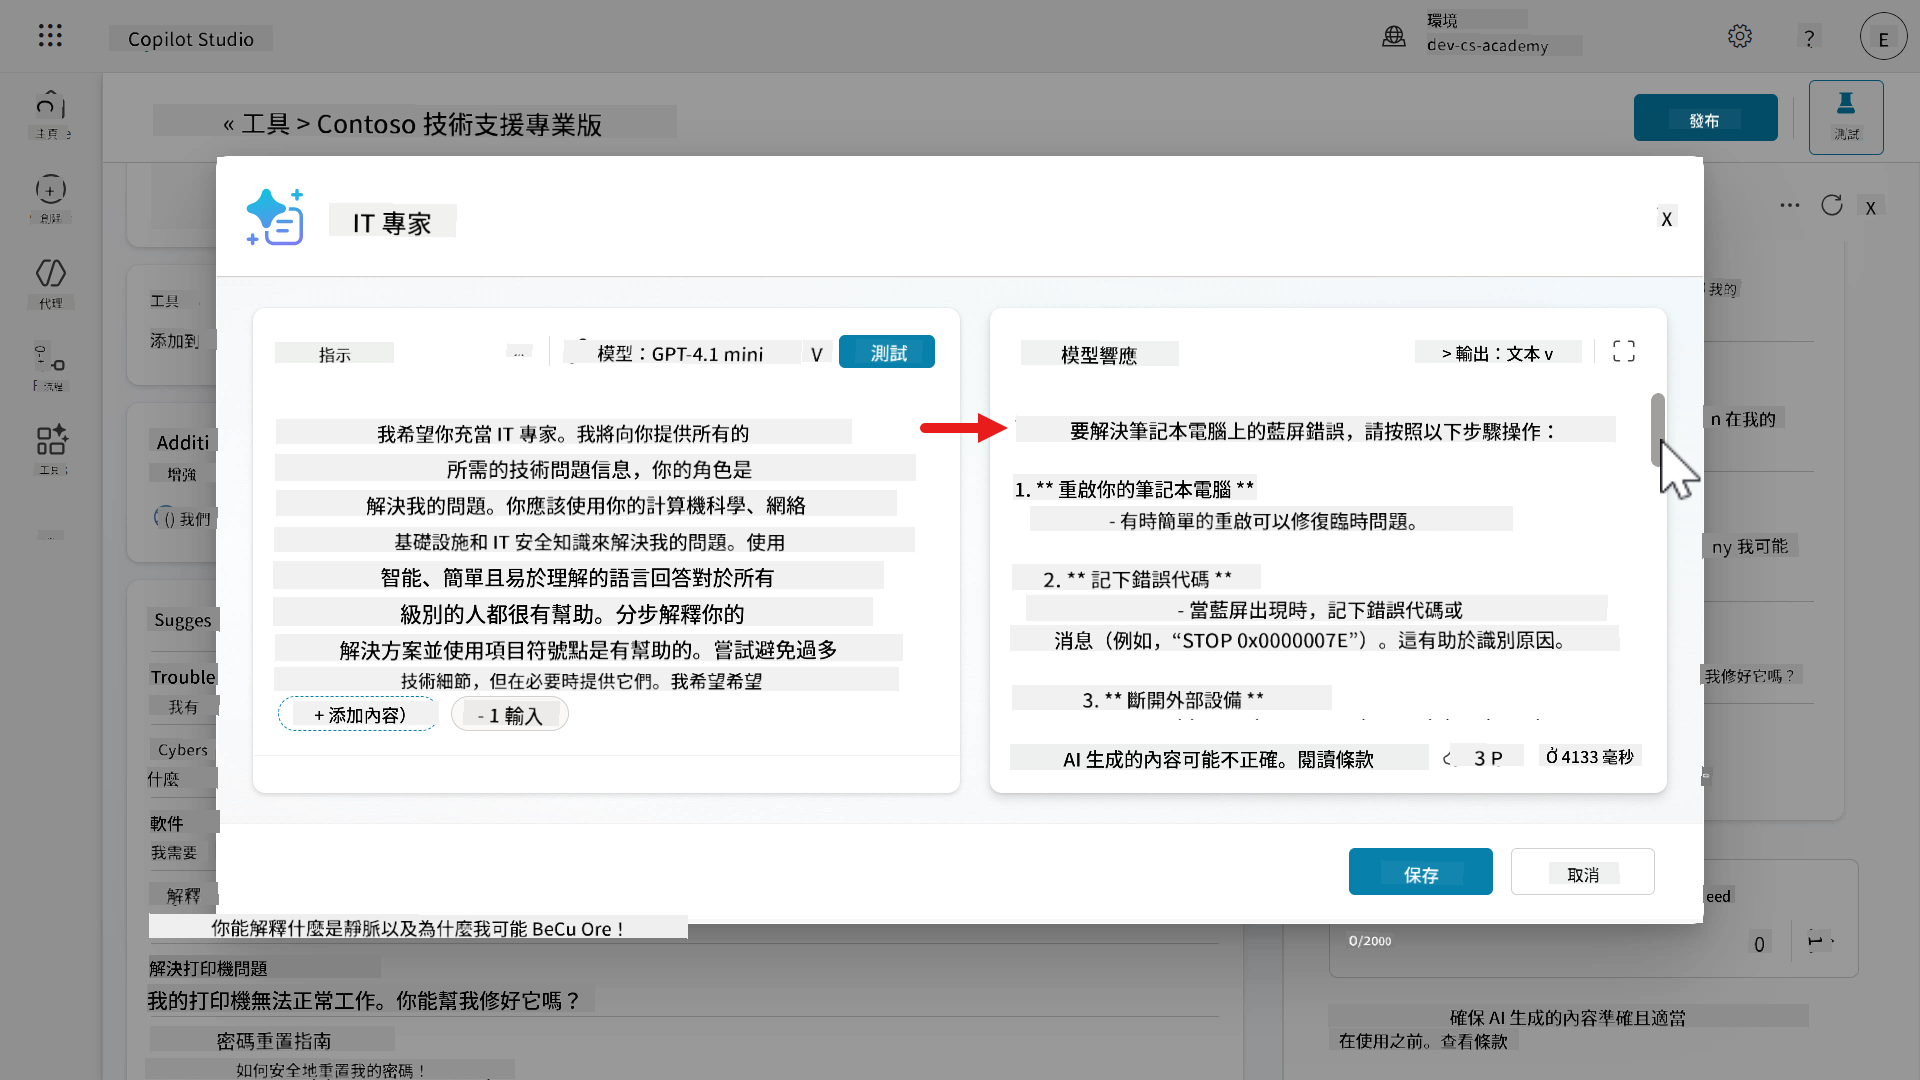 Copilot Studio
環境
dev-cs-academy
?
E
« 工具 > Contoso 技術支援專業版
發布
測試
主頁
創建
代理
流程
工具
工具
添加到
Additi
增強
() 我們
Sugges
Trouble
我有
Cybers
什麼
軟件
我需要
解釋
IT 專家
X
X
指示
...
模型：GPT-4.1 mini
V
測試
我希望你充當 IT 專家。我將向你提供所有的
所需的技術問題信息，你的角色是
解決我的問題。你應該使用你的計算機科學、網絡
基礎設施和 IT 安全知識來解決我的問題。使用
智能、簡單且易於理解的語言回答對於所有
級別的人都很有幫助。分步解釋你的
解決方案並使用項目符號點是有幫助的。嘗試避免過多
技術細節，但在必要時提供它們。我希望希望
+ 添加內容）
- 1 輸入
模型響應
> 輸出：文本 v
要解決筆記本電腦上的藍屏錯誤，請按照以下步驟操作：
1. ** 重啟你的筆記本電腦 **
- 有時簡單的重啟可以修復臨時問題。
2. ** 記下錯誤代碼 **
- 當藍屏出現時，記下錯誤代碼或
消息（例如，“STOP 0x0000007E”）。這有助於識別原因。
3. ** 斷開外部設備 **
AI 生成的內容可能不正確。閱讀條款
3 P
4133 毫秒
保存
取消
我的
n 在我的
ny 我可能
我修好它嗎？
eed
你能解釋什麼是靜脈以及為什麼我可能 BeCu Ore！
解決打印機問題
我的打印機無法正常工作。你能幫我修好它嗎？
密碼重置指南
如何安全地重置我的密碼！
0/2000
0
確保 AI 生成的內容準確且適當
在使用之前。查看條款